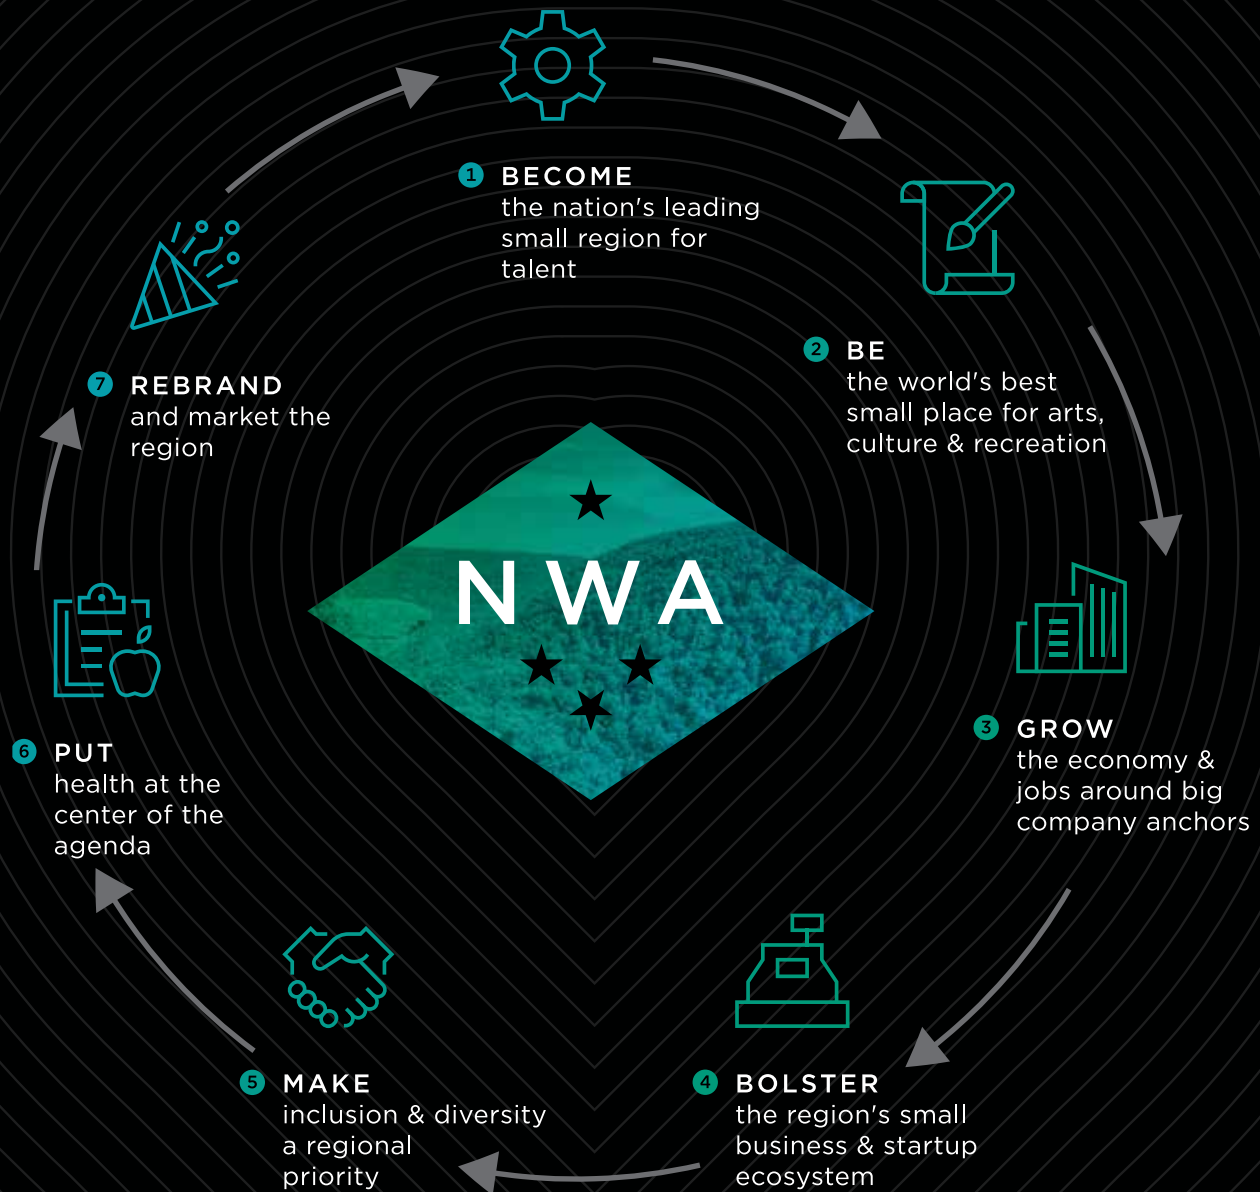 1 BECOME
the nation's leading
small region for
talent
2 BE
the world's best
small place for arts,
culture & recreation
3 GROW
the economy &
jobs around big
company anchors
4 BOLSTER
the region's small
business & startup
ecosystem
5 MAKE
inclusion & diversity
a regional
priority
6 PUT
health at the
center of the
agenda
7 REBRAND
and market the
region
NWA